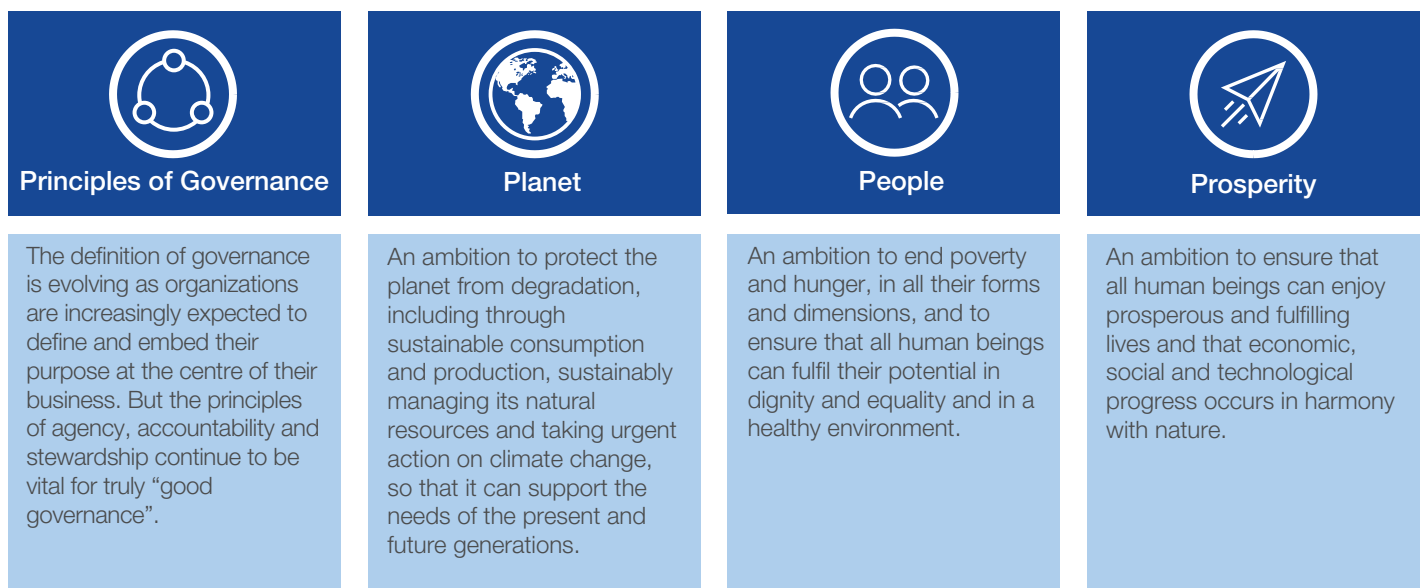 Principles of Governance
The definition of governance
is evolving as organizations
are increasingly expected to
define and embed their
purpose at the centre of their
business. But the principles
of agency, accountability and
stewardship continue to be
vital for truly “good
governance”.
Planet
An ambition to protect the
planet from degradation,
including through
sustainable consumption
and production, sustainably
managing its natural
resources and taking urgent
action on climate change,
so that it can support the
needs of the present and
future generations.
People
An ambition to end poverty
and hunger, in all their forms
and dimensions, and to
ensure that all human beings
can fulfil their potential in
dignity and equality and in a
healthy environment.
Prosperity
An ambition to ensure that
all human beings can enjoy
prosperous and fulfilling
lives and that economic,
social and technological
progress occurs in harmony
with nature.